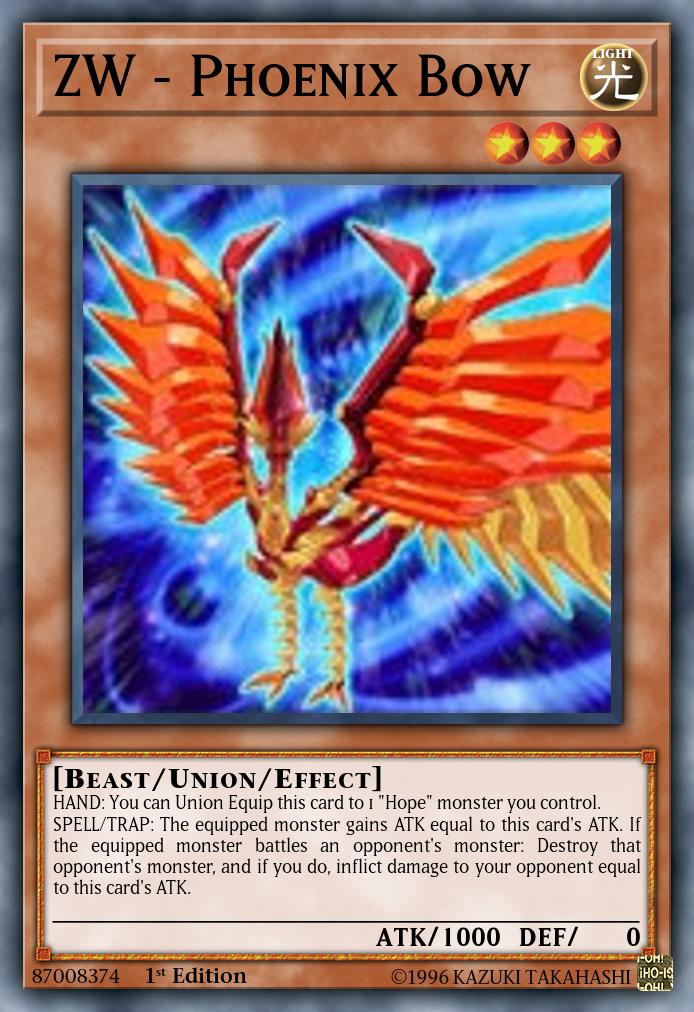 ZW - Phoenix Bow
LIGHT
光
[Beast/Union/Effect]
HAND: You can Union Equip this card to 1 "Hope" monster you control.
SPELL/TRAP: The equipped monster gains ATK equal to this card's ATK. If
the equipped monster battles an opponent's monster: Destroy that
opponent's monster, and if you do, inflict damage to your opponent equal
to this card's ATK.
ATK/1000 DEF/ 0
87008374 1st Edition ©1996 KAZUKI TAKAHASHI